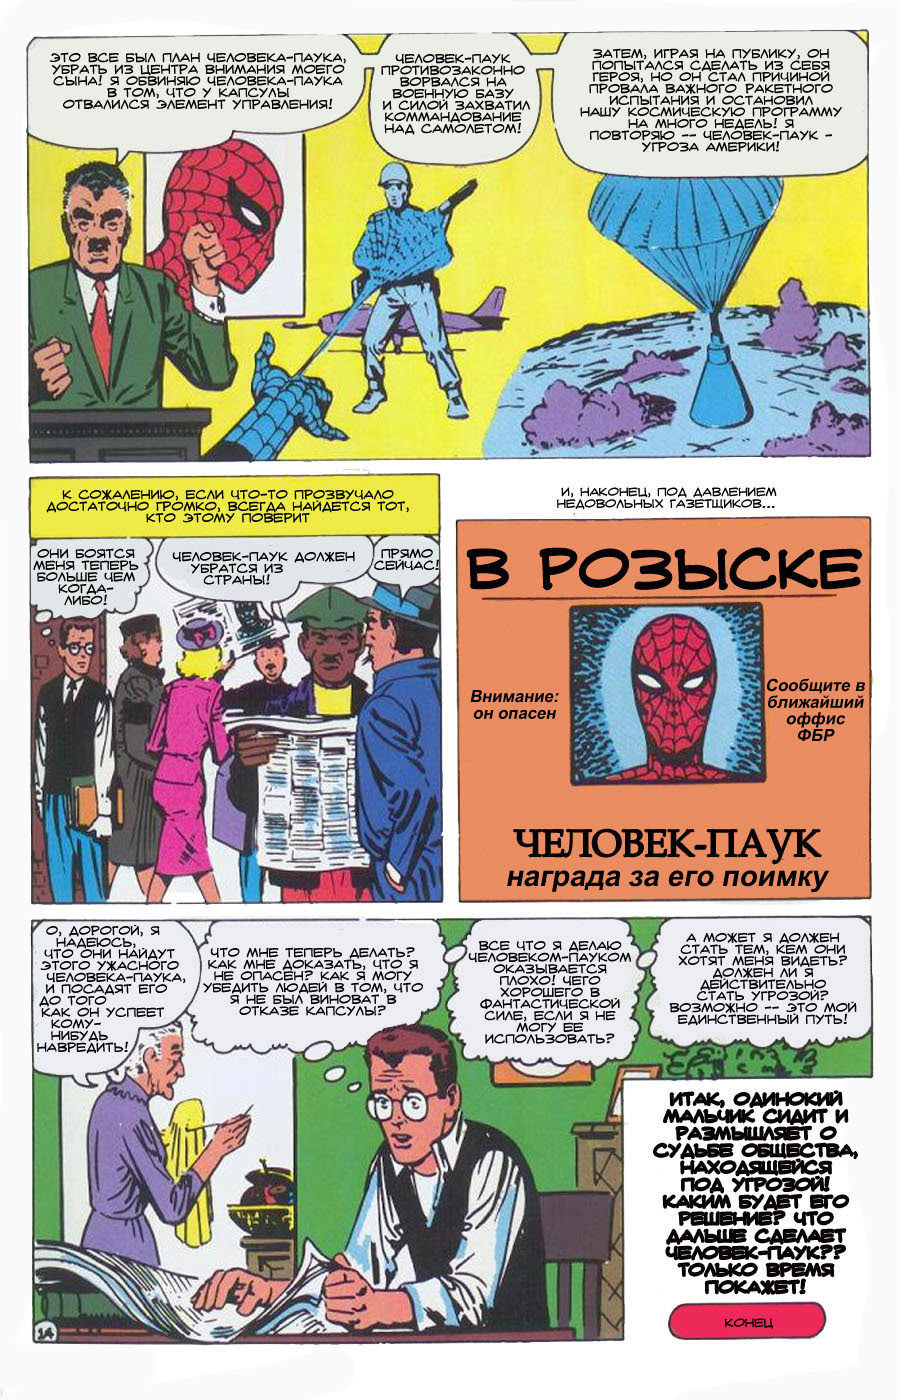 ЭТО ВСЕ БЫЛ ПЛАН ЧЕЛОВЕКА-ПАУКА,
УБРАТЬ ИЗ ЦЕНТРА ВНИМАНИЯ МОЕГО
СЫНА! Я ОБВИНЯЮ ЧЕЛОВЕКА-ПАУКА
В ТОМ, ЧТО У КАПСУЛЫ
ОТВАЛИЛСЯ ЭЛЕМЕНТ УПРАВЛЕНИЯ!
ЧЕЛОВЕК-ПАУК
ПРОТИВОЗАКОННО
ВОРВАЛСЯ НА
ВОЕННУЮ БАЗУ
И СИЛОЙ ЗАХВАТИЛ
КОММАНДОВАНИЕ
НАД САМОЛЕТОМ!
ЗАТЕМ, ИГРАЯ НА ПУБЛИКУ, ОН
ПОПЫТАЛСЯ СДЕЛАТЬ ИЗ СЕБЯ
ГЕРОЯ, НО ОН СТАЛ ПРИЧИНОЙ
ПРОВАЛА ВАЖНОГО РАКЕТНОГО
ИСПЫТАНИЯ И ОСТАНОВИЛ
НАШУ КОСМИЧЕСКУЮ ПРОГРАММУ
НА МНОГО НЕДЕЛЬ! Я
ПОВТОРЯЮ -- ЧЕЛОВЕК-ПАУК -
УГРОЗА АМЕРИКИ!
К СОЖАЛЕНИЮ, ЕСЛИ ЧТО-ТО ПРОЗВУЧАЛО
ДОСТАТОЧНО ГРОМКО, ВСЕГДА НАЙДЕТСЯ ТОТ,
КТО ЭТОМУ ПОВЕРИТ
ОНИ БОЯТСЯ
МЕНЯ ТЕПЕРЬ
БОЛЬШЕ ЧЕМ
КОГДА-
ЛИБО!
ЧЕЛОВЕК-ПАУК ДОЛЖЕН
УБРАТСЯ ИЗ
СТРАНЫ!
ПРЯМО
СЕЙЧАС!
И, НАКОНЕЦ, ПОД ДАВЛЕНИЕМ
НЕДОВОЛЬНЫХ ГАЗЕТЩИКОВ...
В РОЗЫСКЕ
Внимание:
он опасен
Сообщите в
ближайший
оффис
ФБР
ЧЕЛОВЕК-ПАУК
награда за его поимку
О, ДОРОГОЙ, Я
НАДЕЮСЬ,
ЧТО ОНИ НАЙДУТ
ЭТОГО УЖАСНОГО
ЧЕЛОВЕКА-ПАУКА,
И ПОСАДЯТ ЕГО
ДО ТОГО
КАК ОН УСПЕЕТ
КОМУ-
НИБУДЬ
НАВРЕДИТЬ!
ЧТО МНЕ ТЕПЕРЬ ДЕЛАТЬ?
КАК МНЕ ДОКАЗАТЬ, ЧТО Я
НЕ ОПАСЕН? КАК Я МОГУ
УБЕДИТЬ ЛЮДЕЙ В ТОМ, ЧТО
Я НЕ БЫЛ ВИНОВАТ В
ОТКАЗЕ КАПСУЛЫ?
ВСЕ ЧТО Я ДЕЛАЮ
ЧЕЛОВЕКОМ-ПАУКОМ
ОКАЗЫВАЕТСЯ
ПЛОХО! ЧЕГО
ХОРОШЕГО В
ФАНТАСТИЧЕСКОЙ
СИЛЕ, ЕСЛИ Я НЕ
МОГУ ЕЕ
ИСПОЛЬЗОВАТЬ?
А МОЖЕТ Я ДОЛЖЕН
СТАТЬ ТЕМ, КЕМ ОНИ
ХОТЯТ МЕНЯ ВИДЕТЬ?
ДОЛЖЕН ЛИ Я
ДЕЙСТВИТЕЛЬНО
СТАТЬ УГРОЗОЙ?
ВОЗМОЖНО -- ЭТО МОЙ
ЕДИНСТВЕННЫЙ ПУТЬ!
ИТАК, ОДИНОКИЙ
МАЛЬЧИК СИДИТ И
РАЗМЫШЛЯЕТ О
СУДЬБЕ ОБЩЕСТВА,
НАХОДЯЩЕЙСЯ
ПОД УГРОЗОЙ!
КАКИМ БУДЕТ ЕГО
РЕШЕНИЕ? ЧТО
ДАЛЬШЕ СДЕЛАЕТ
ЧЕЛОВЕК-ПАУК??
ТОЛЬКО ВРЕМЯ
ПОКАЖЕТ!
КОНЕЦ
14